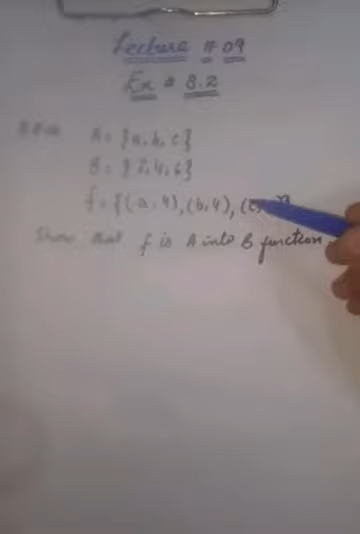 Lecture # 09
Ex # 8.2
A = {a, b, c}
B = {2, 4, 6}
f = {(a, 4), (b, 4), (c,
Show that f is A into B function